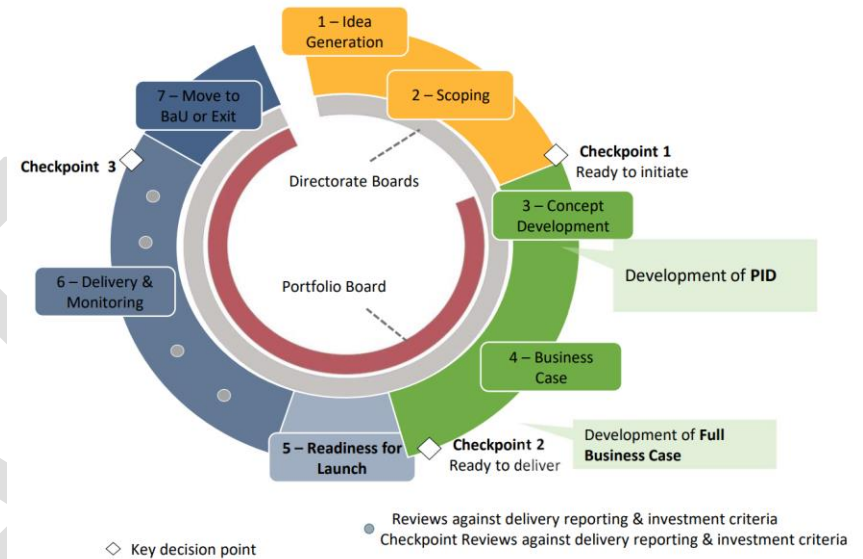 1 – Idea
Generation
2 – Scoping
7 – Move to
BaU or Exit
Checkpoint 3
Checkpoint 1
Ready to initiate
Directorate Boards
3 – Concept
Development
Development of PID
6 – Delivery &
Monitoring
Portfolio Board
4 – Business
Case
5 – Readiness for
Launch
Checkpoint 2
Ready to deliver
Development of Full
Business Case
Reviews against delivery reporting & investment criteria
Checkpoint Reviews against delivery reporting & investment criteria
Key decision point